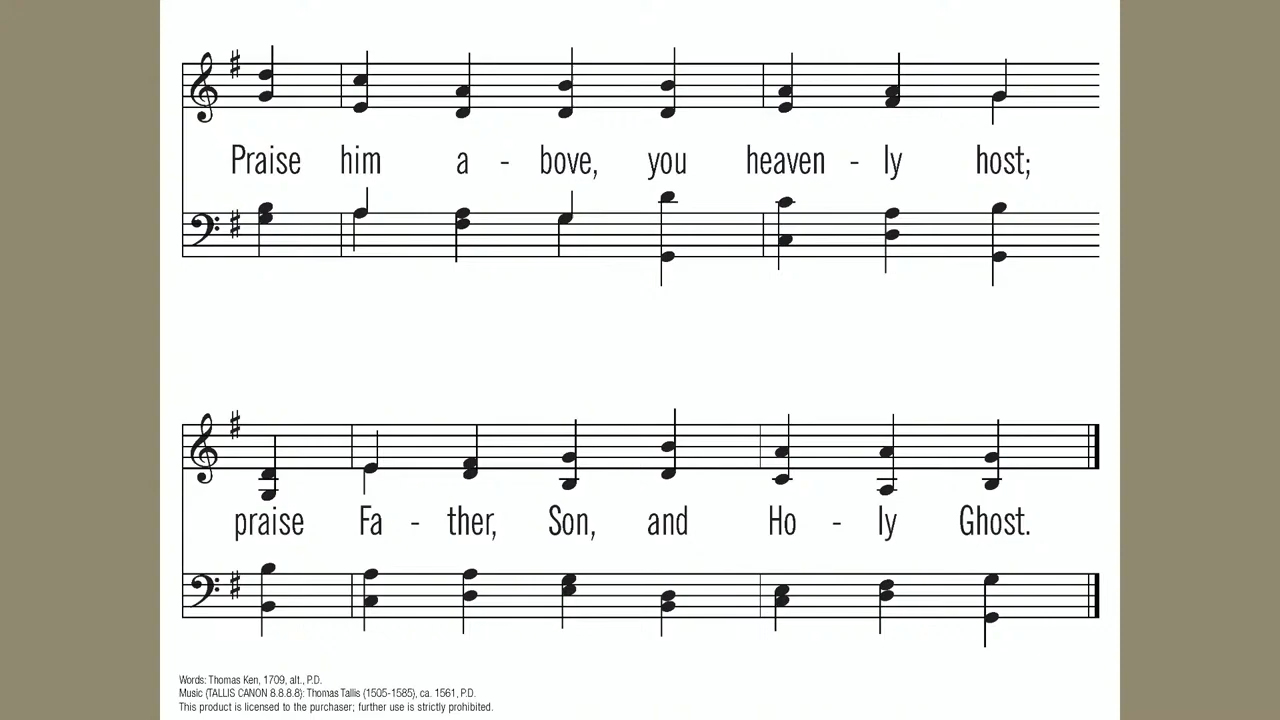 Praise him a - bove, you heaven - ly host;
praise Fa - ther, Son, and Ho - ly Ghost.
Words: Thomas Ken, 1709, alt., P.D.
Music (TALLIS CANON 8.8.8.8): Thomas Tallis (1505-1585), ca. 1561, P.D.
This product is licensed to the purchaser; further use is strictly prohibited.